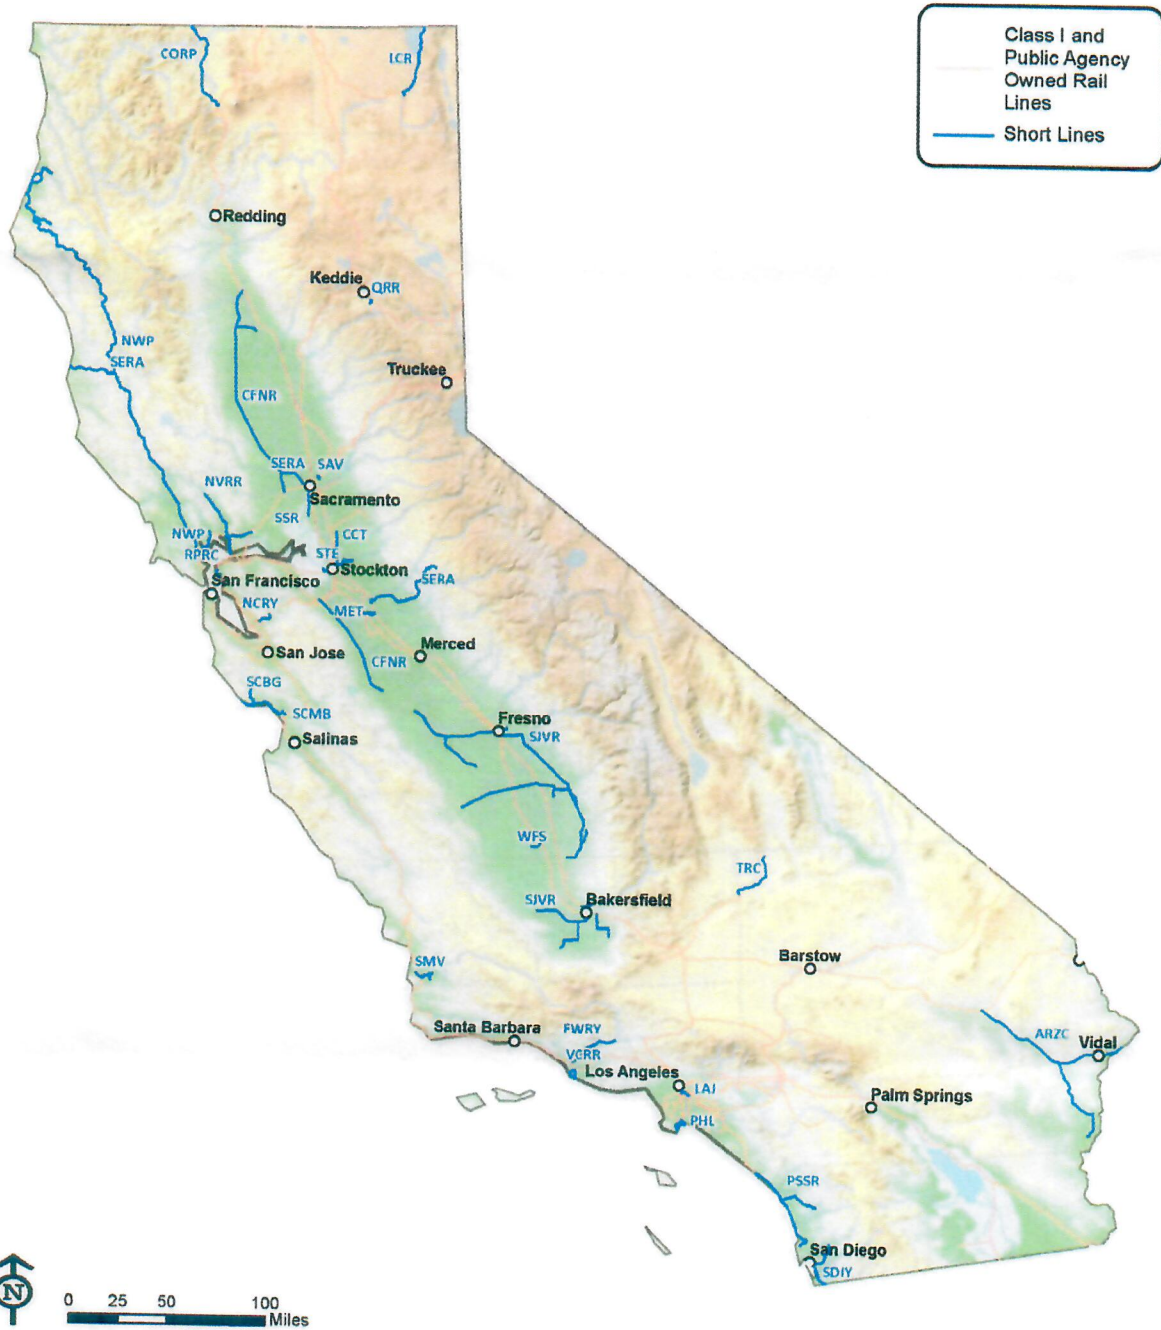 Class I and
Public Agency
Owned Rail
Lines
Short Lines
CORP
LCR
Redding
Keddie
QRR
NWP
SERA
Truckee
CFNR
SERA
SAV
NVRR
Sacramento
SSR
NWP
CCT
RPRC
STE
Stockton
San Francisco
SERA
NCRY
MET
Merced
San Jose
CFNR
SCBG
SCMB
Fresno
Salinas
SJVR
WFS
TRC
SJVR
Bakersfield
Barstow
SMV
Santa Barbara
FWRY
ARZC
Vidal
VCRR
Los Angeles
LAJ
Palm Springs
PHL
PSSR
San Diego
SDIY
N
0 25 50 100
Miles